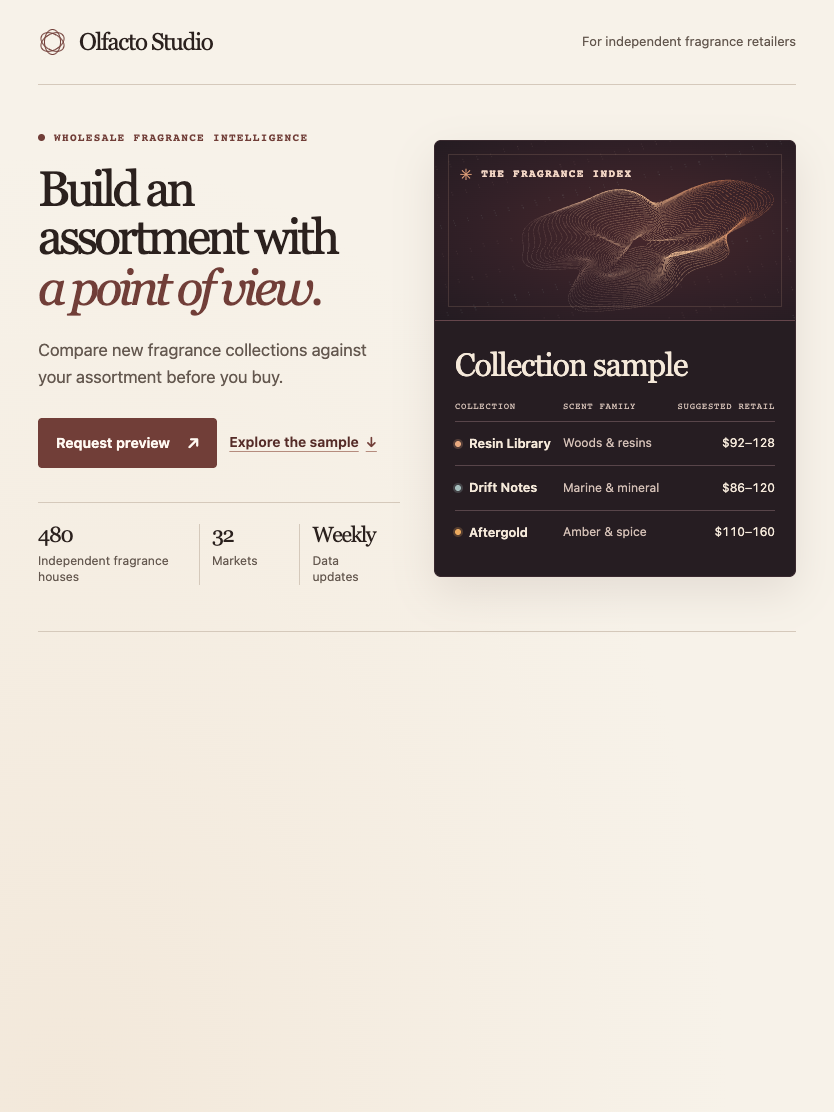 Olfacto Studio
For independent fragrance retailers
WHOLESALE FRAGRANCE INTELLIGENCE
Build an
assortment with
a point of view.
Compare new fragrance collections against
your assortment before you buy.
Request preview ↗
Explore the sample ↓
480
Independent fragrance
houses
32
Markets
Weekly
Data
updates
THE FRAGRANCE INDEX
Collection sample
COLLECTION SCENT FAMILY SUGGESTED RETAIL
Resin Library Woods & resins $92–128
Drift Notes Marine & mineral $86–120
Aftergold Amber & spice $110–160